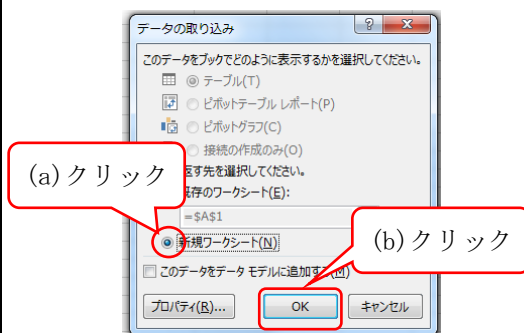 データの取り込み
このデータをブックでどのように表示するかを選択してください。
テーブル(T)
ピボットテーブル レポート(P)
ピボットグラフ(C)
接続の作成のみ(O)
返す先を選択してください。
(a)クリック
存のワークシート(E):
=$A$1
新規ワークシート(N)
(b)クリック
このデータをデータ モデルに追加す (M)
プロパティ(R)...
OK
キャンセル